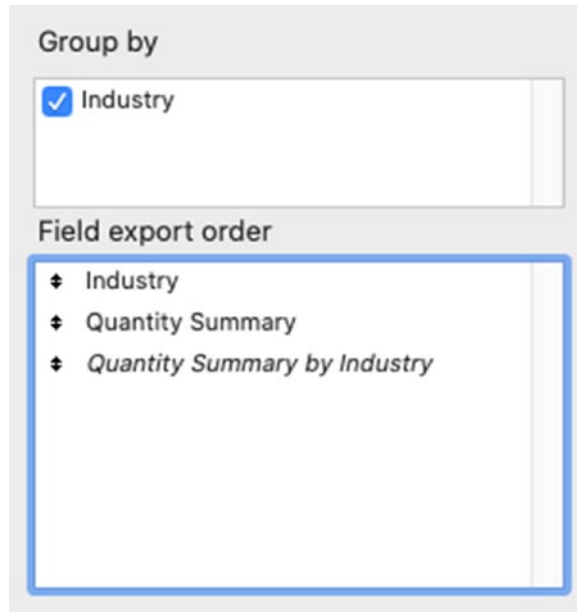 Group by
Industry
Field export order
Industry
Quantity Summary
Quantity Summary by Industry